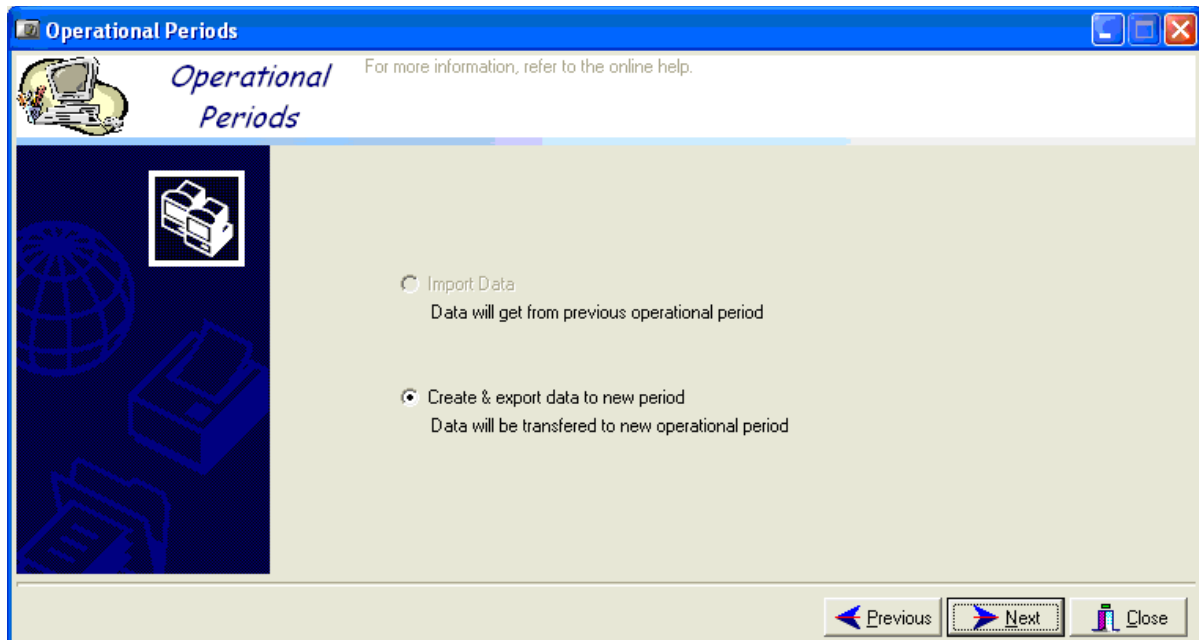 Operational Periods
Operational
Periods
For more information, refer to the online help.
Import Data
Data will get from previous operational period
Create & export data to new period
Data will be transfered to new operational period
Previous
Next
Close